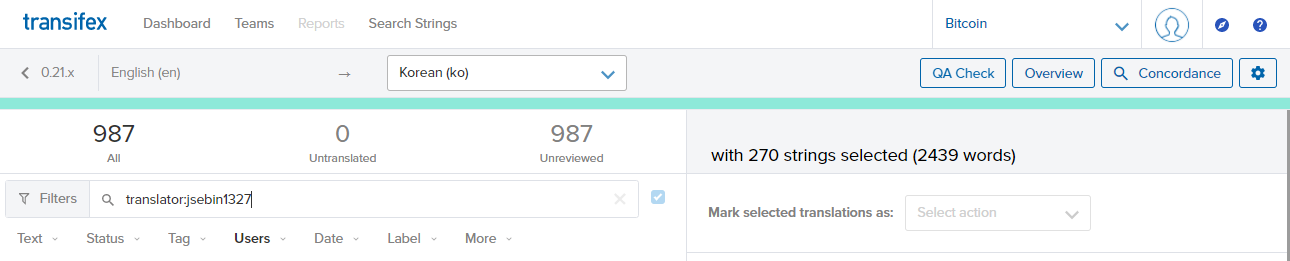 transifex Dashboard Teams Reports Search Strings Bitcoin
0.21.x English (en) → Korean (ko) QA Check Overview Concordance
987 0 987
All Untranslated Unreviewed
with 270 strings selected (2439 words)
Filters translator:jsebin1327
Mark selected translations as: Select action
Text Status Tag Users Date Label More